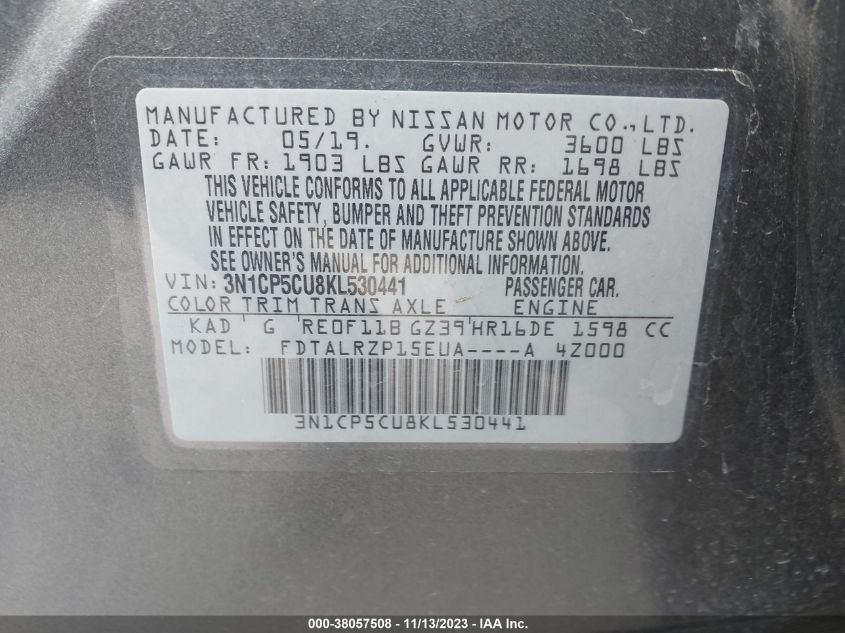 MANUFACTURED BY NISSAN MOTOR CO.,LTD.
DATE: 05/19. GVWR: 3600 LBS
GAWR FR: 1903 LBS GAWR RR: 1698 LBS
THIS VEHICLE CONFORMS TO ALL APPLICABLE FEDERAL MOTOR
VEHICLE SAFETY, BUMPER AND THEFT PREVENTION STANDARDS
IN EFFECT ON THE DATE OF MANUFACTURE SHOWN ABOVE.
SEE OWNER'S MANUAL FOR ADDITIONAL INFORMATION.
VIN: 3N1CP5CU8KL530441 PASSENGER CAR.
COLOR TRIM TRANS AXLE ENGINE
KAD G RE0F11B GZ39 HR16DE 1598 CC
MODEL: FDTALRZP15EUA----A 4Z000
3N1CP5CU8KL530441
000-38057508 - 11/13/2023 - IAA Inc.